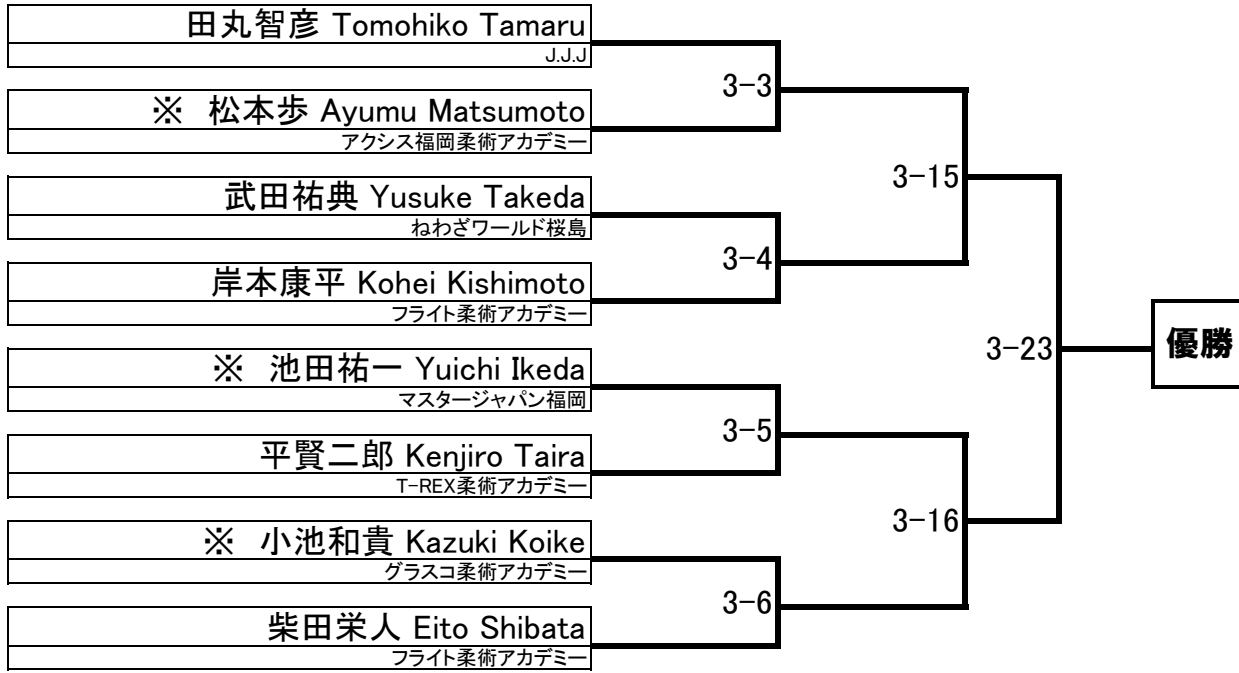 田丸智彦 Tomohiko Tamaru
J.J.J
※ 松本歩 Ayumu Matsumoto
アクシス福岡柔術アカデミー
武田祐典 Yusuke Takeda
ねわざワールド桜島
岸本康平 Kohei Kishimoto
フライト柔術アカデミー
※ 池田祐一 Yuichi Ikeda
マスタージャパン福岡
平賢二郎 Kenjiro Taira
T-REX柔術アカデミー
※ 小池和貴 Kazuki Koike
グラスコ柔術アカデミー
柴田栄人 Eito Shibata
フライト柔術アカデミー
3-3
3-4
3-5
3-6
3-15
3-16
3-23
優勝